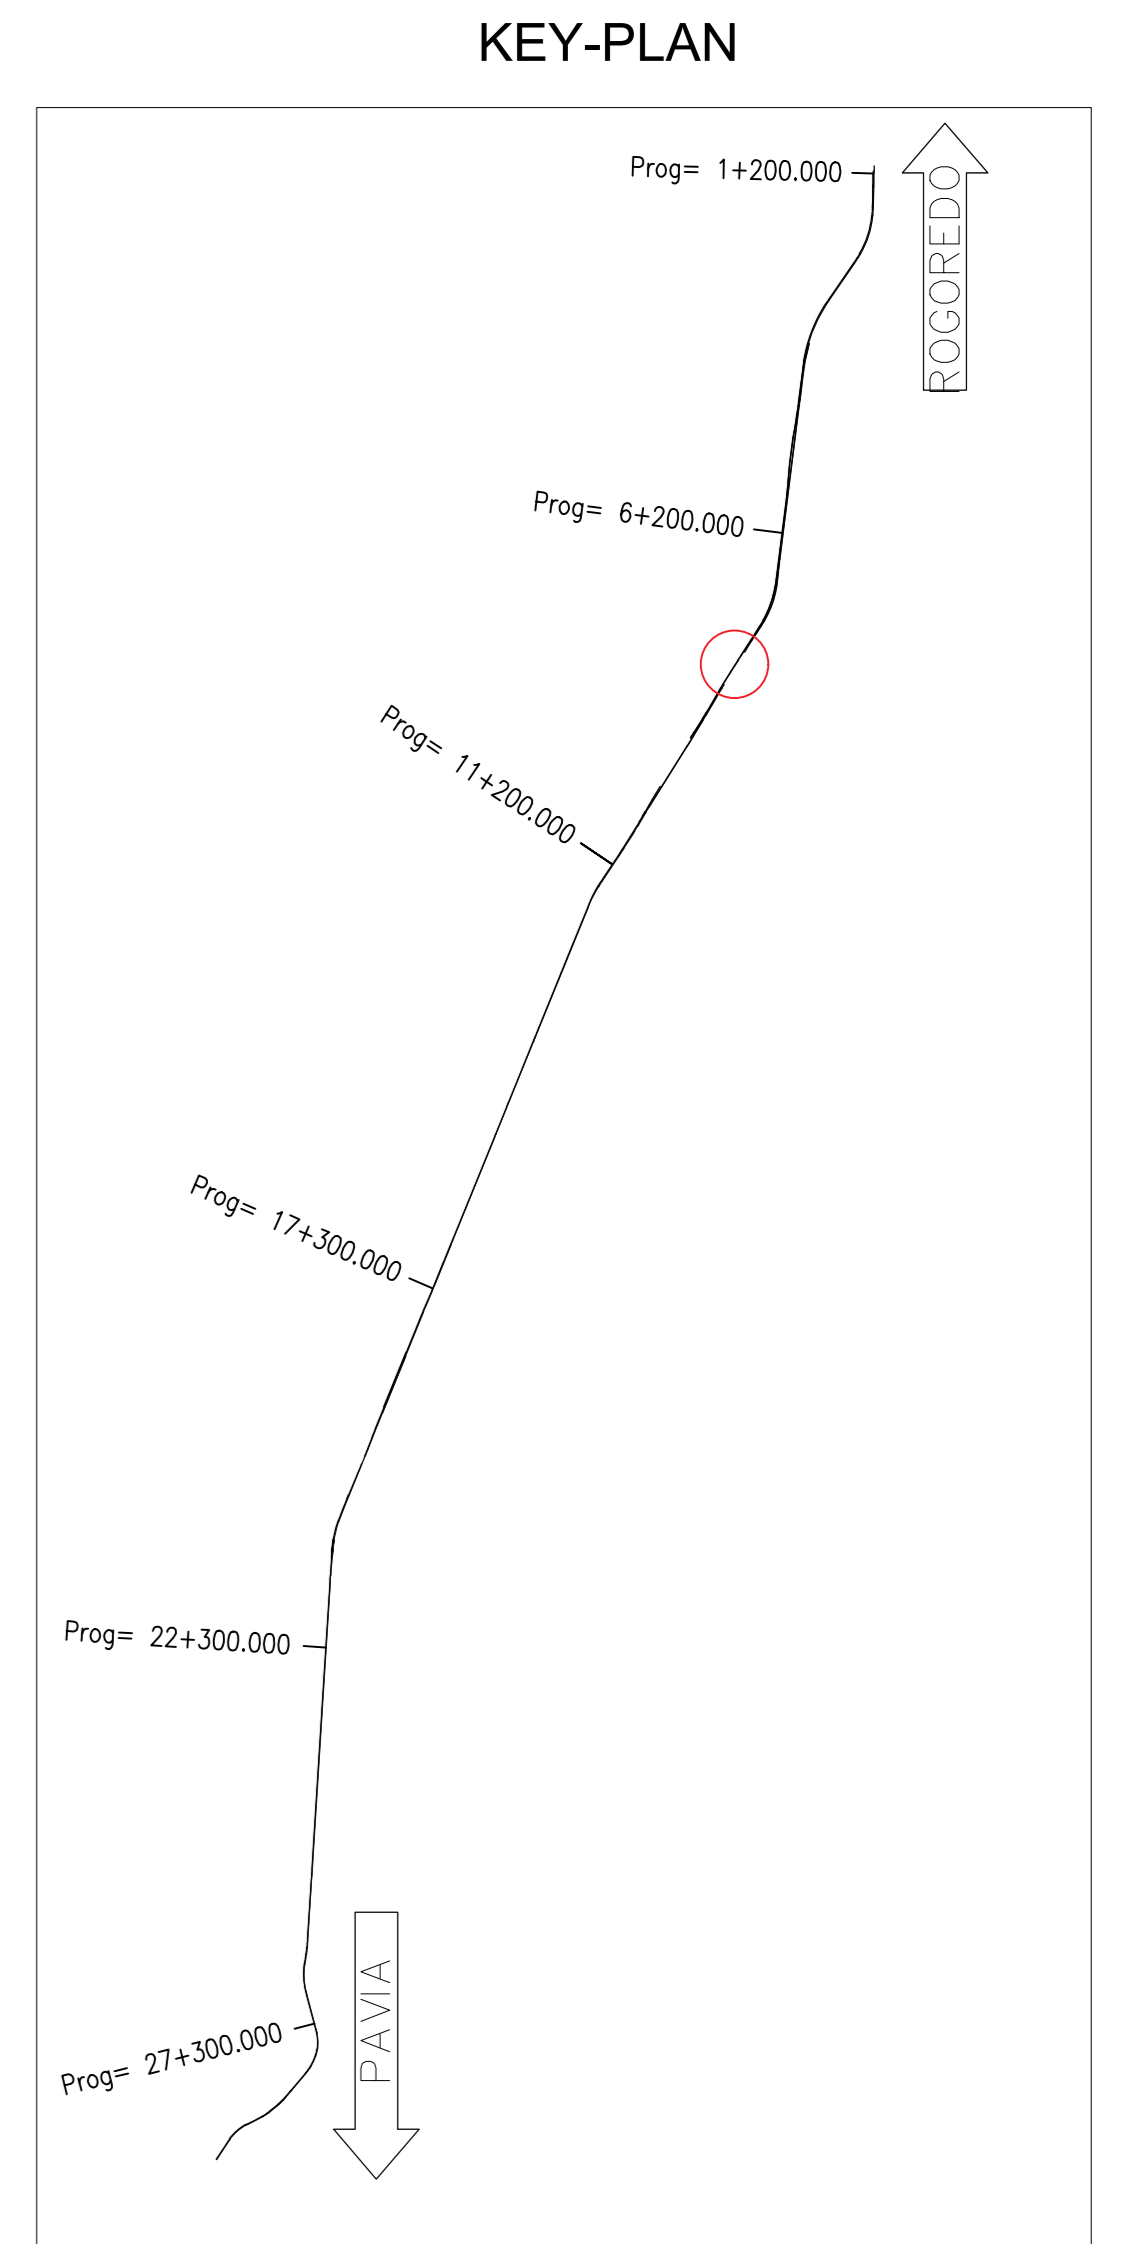 KEY-PLAN
Prog= 1+200.000
ROGOREDO
Prog= 6+200.000
Prog= 11+200.000
Prog= 17+300.000
Prog= 22+300.000
PAVIA
Prog= 27+300.000